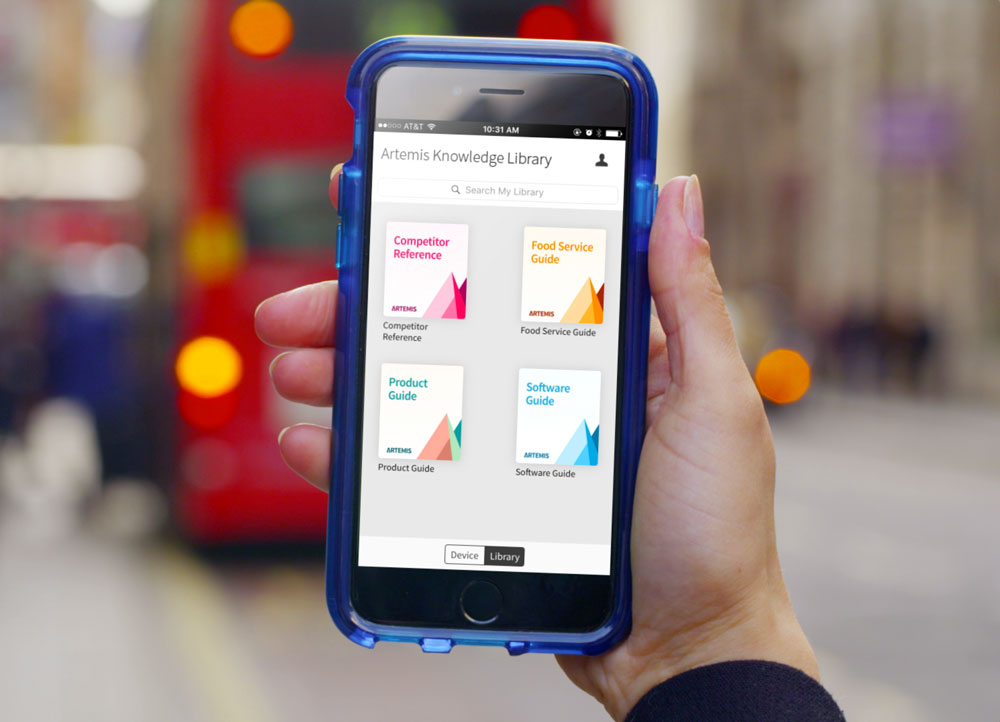 AT&T 10:31 AM
Artemis Knowledge Library
Search My Library
Competitor
Reference
ARTEMIS
Competitor
Reference
Food Service
Guide
ARTEMIS
Food Service Guide
Product
Guide
ARTEMIS
Product Guide
Software
Guide
ARTEMIS
Software Guide
Device Library